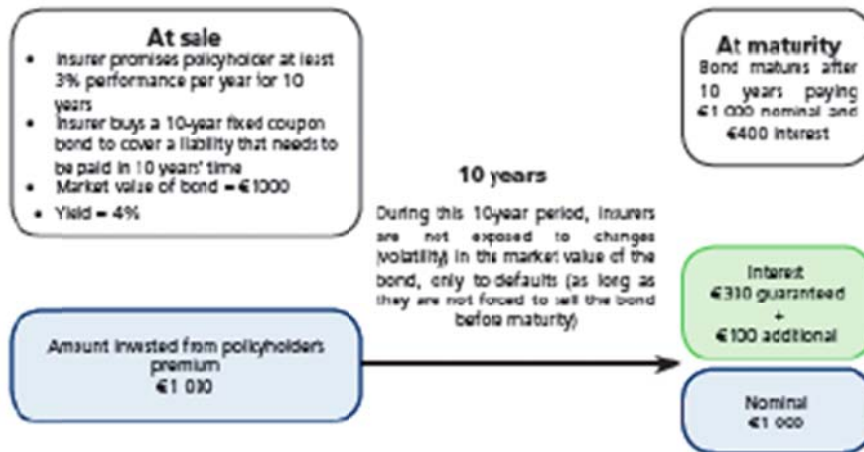 At sale
• Insurer promises policyholder at least
3% performance per year for 10
years
• Insurer buys a 10-year fixed coupon
bond to cover a liability that needs to
be paid in 10 years' time
• Market value of bond = €1000
• Yield = 4%
At maturity
Bond matures after
10 years paying
€1 000 nominal and
€400 interest
10 years
During this 10-year period, insurers
are not exposed to changes
(volatility) in the market value of the
bond, only to defaults (as long as
they are not forced to sell the bond
before maturity)
Interest
€300 guaranteed
+
€100 additional
Amount invested from policyholders
premium
€1 000
Nominal
€1 000